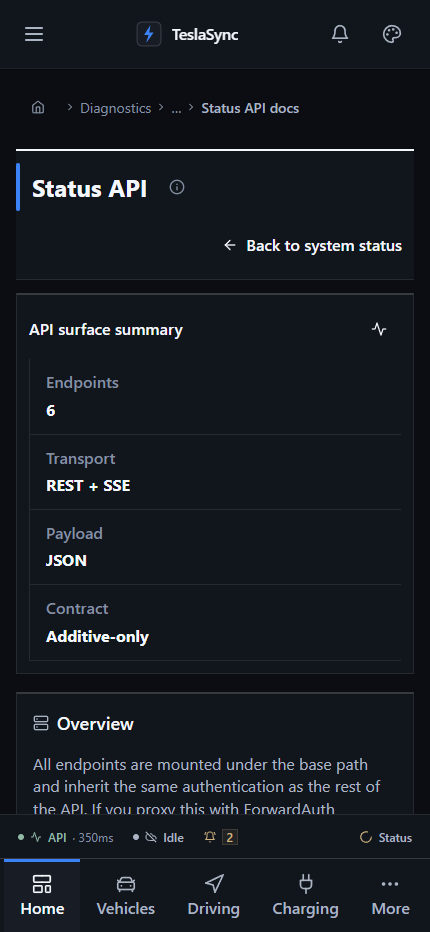 TeslaSync
Diagnostics > ... > Status API docs
Status API
← Back to system status
API surface summary
Endpoints
6
Transport
REST + SSE
Payload
JSON
Contract
Additive-only
Overview
All endpoints are mounted under the base path
and inherit the same authentication as the rest of
the API. If you proxy this with ForwardAuth
API · 350ms
Idle
2
Status
Home
Vehicles
Driving
Charging
More